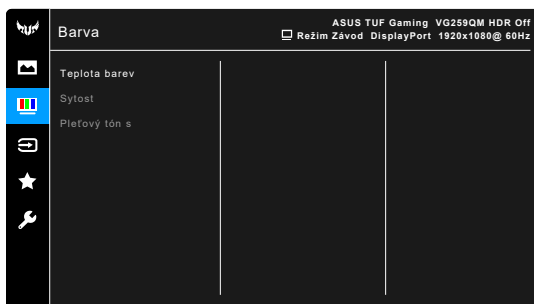 ASUS TUF Gaming VG259QM HDR Off
Barva
Režim Závod DisplayPort 1920x1080@ 60Hz
Teplota barev
Sytost
Pleťový tón s